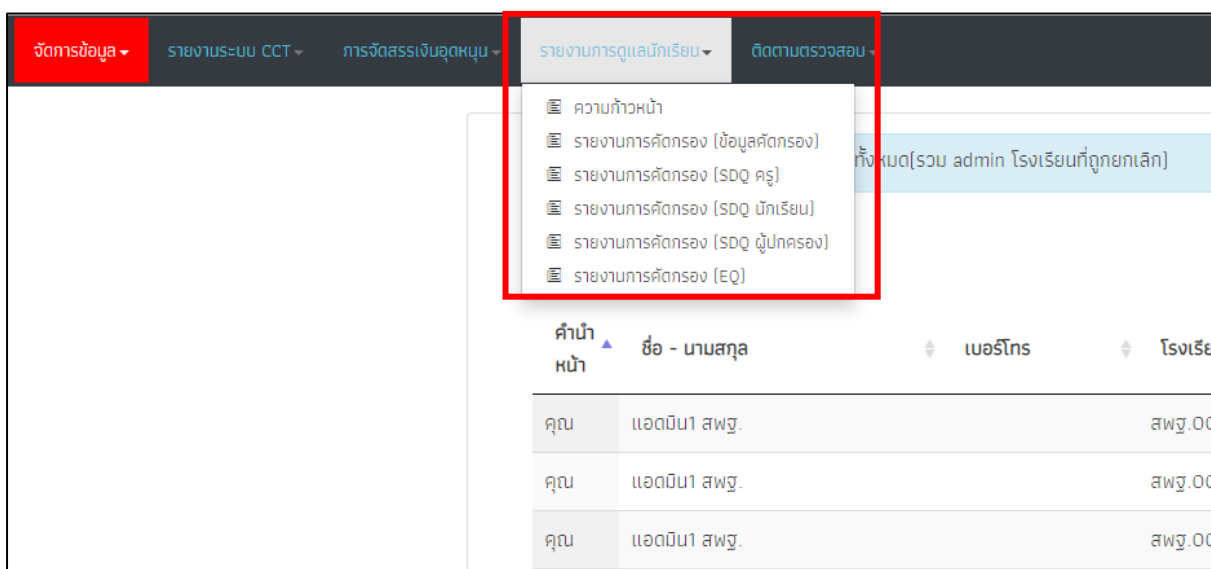 จัดการข้อมูล รายงานระบบ CCT การจัดสรรเงินอุดหนุน รายงานการดูแลนักเรียน ติดตามตรวจสอบ
ความก้าวหน้า
รายงานการคัดกรอง (ข้อมูลคัดกรอง)
ทั้งหมด(รวม admin โรงเรียนที่ถูกยกเลิก)
รายงานการคัดกรอง (SDQ ครู)
รายงานการคัดกรอง (SDQ นักเรียน)
รายงานการคัดกรอง (SDQ ผู้ปกครอง)
รายงานการคัดกรอง (EQ)
คำนำ
หน้า ชื่อ - นามสกุล เบอร์โทร
คุณ แอดมิน1 สพฐ. สพฐ.00
คุณ แอดมิน1 สพฐ. สพฐ.00
คุณ แอดมิน1 สพฐ. สพฐ.00